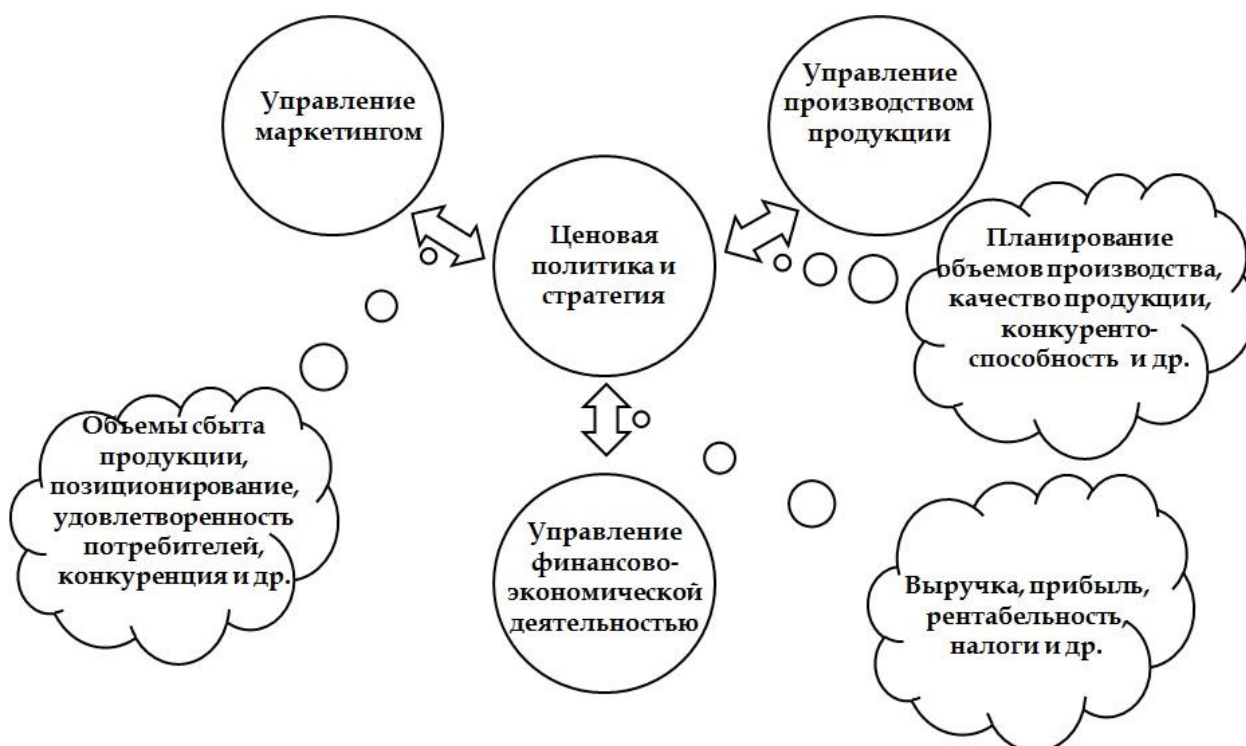 Управление
маркетингом
Управление
производством
продукции
Ценовая
политика и
стратегия
Планирование
объемов производства,
качество продукции,
конкуренто-
способность и др.
Объемы сбыта
продукции,
позиционирование,
удовлетворенность
потребителей,
конкуренция и др.
Управление
финансово-
экономической
деятельностью
Выручка, прибыль,
рентабельность,
налоги и др.